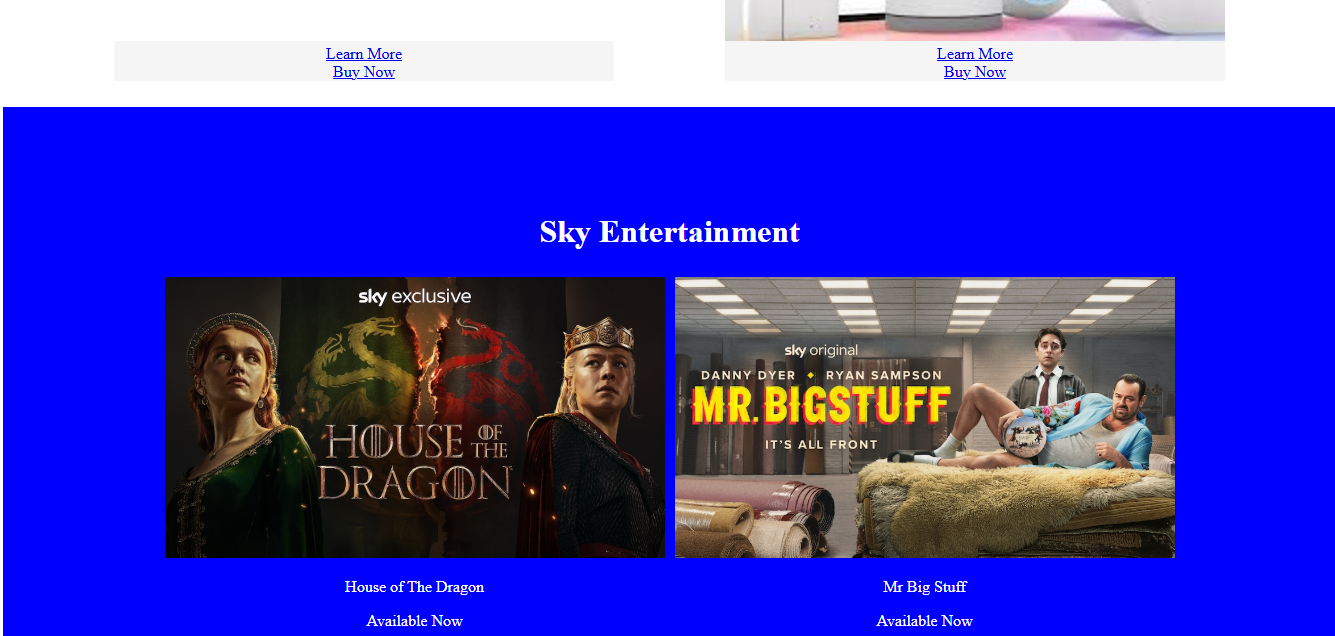 Learn More
Buy Now
Learn More
Buy Now
Sky Entertainment
sky exclusive
HOUSE OF THE
DRAGON
sky original
DANNY DYER ✦ RYAN SAMPSON
MR. BIGSTUFF
IT'S ALL FRONT
House of The Dragon
Available Now
Mr Big Stuff
Available Now